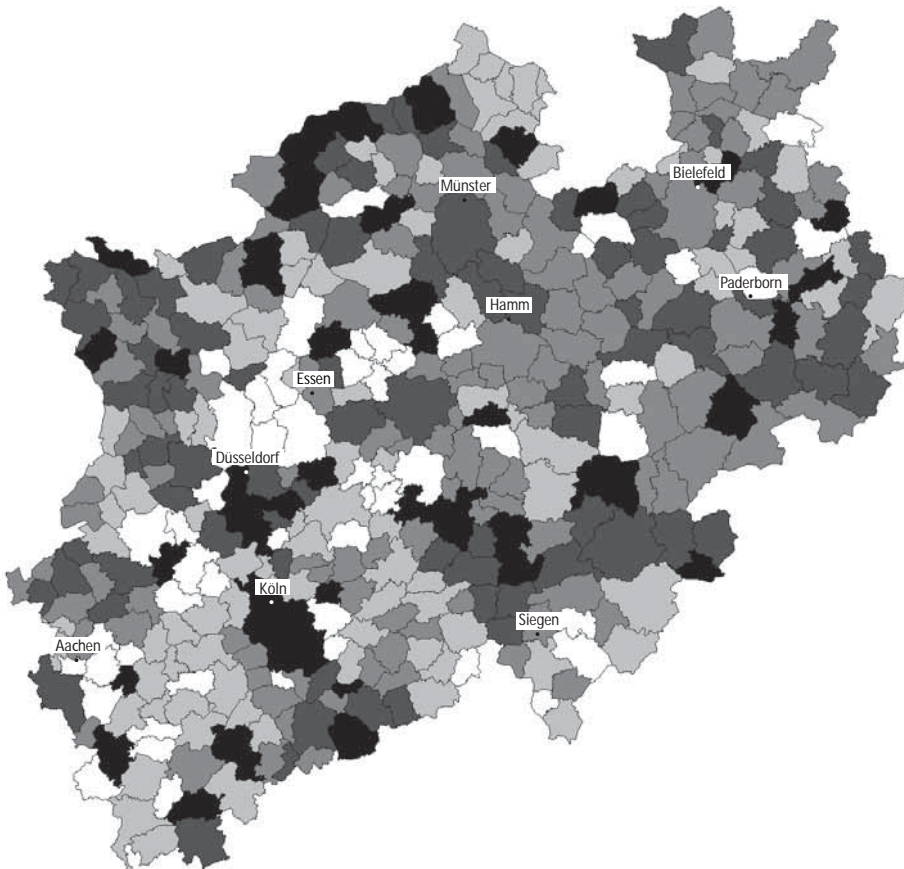 Bielefeld
Münster
Paderborn
Hamm
Essen
Düsseldorf
Köln
Siegen
Aachen